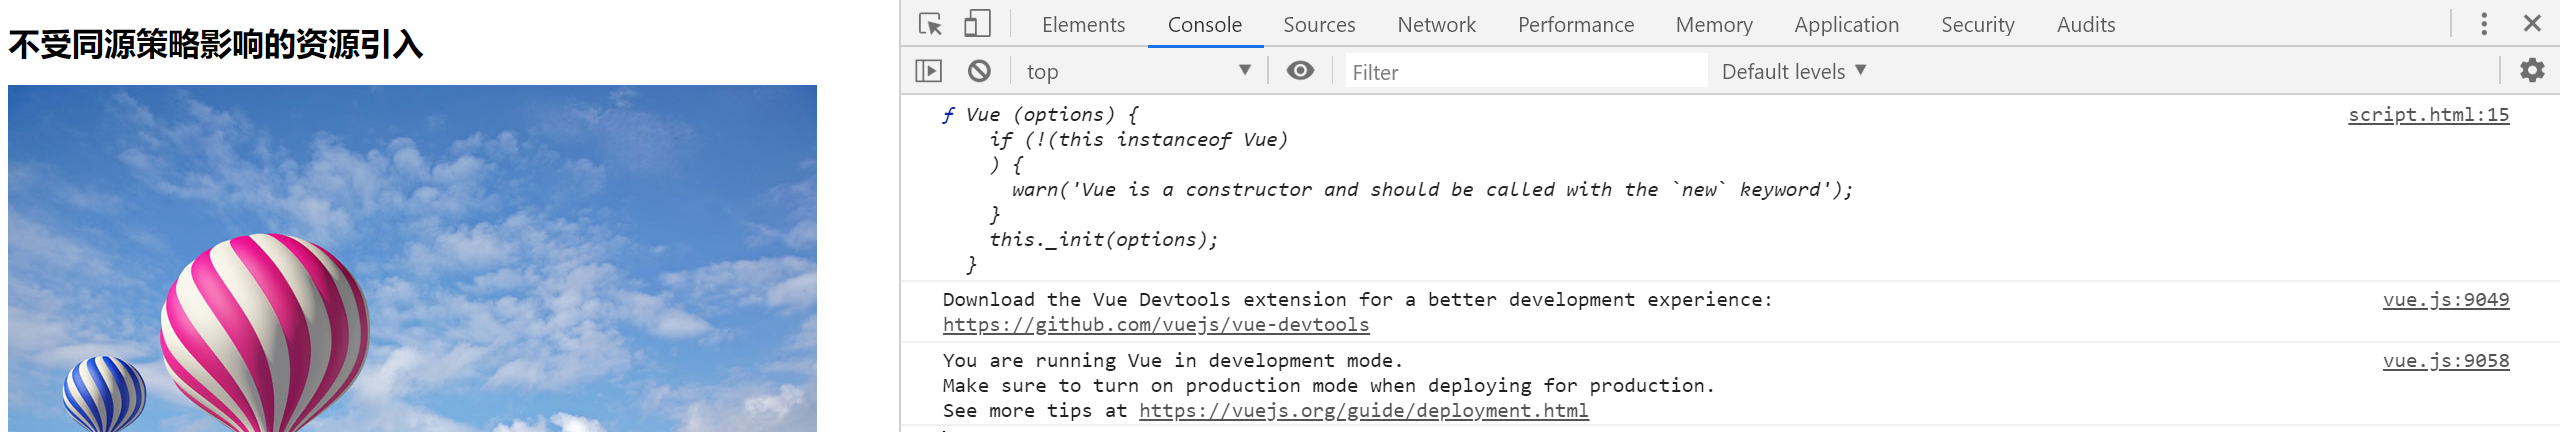 不受同源策略影响的资源引入
Elements Console Sources Network Performance Memory Application Security Audits
top Filter Default levels
ƒ Vue (options) { script.html:15
if (!(this instanceof Vue)
) {
warn('Vue is a constructor and should be called with the `new` keyword');
}
this._init(options);
}
Download the Vue Devtools extension for a better development experience: vue.js:9049
https://github.com/vuejs/vue-devtools
You are running Vue in development mode. vue.js:9058
Make sure to turn on production mode when deploying for production.
See more tips at https://vuejs.org/guide/deployment.html